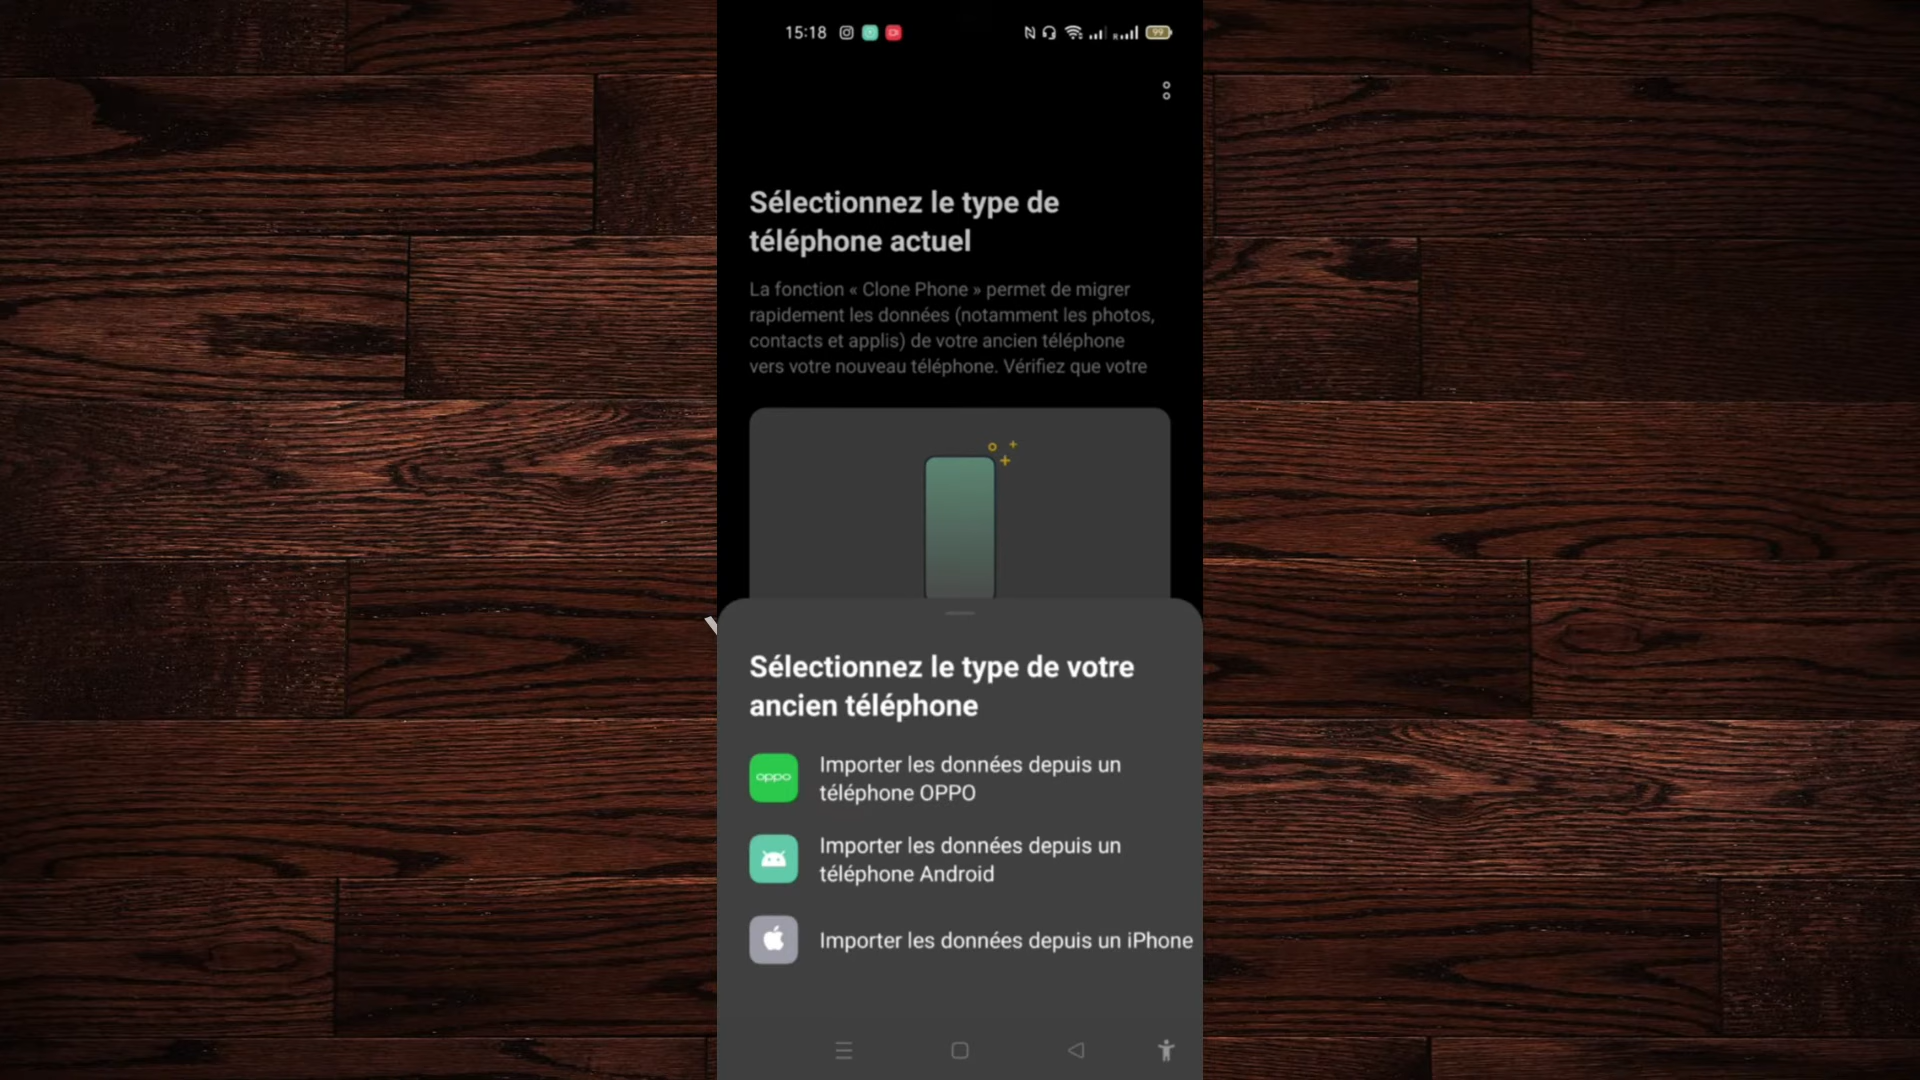 15:18
99
Sélectionnez le type de
téléphone actuel
La fonction « Clone Phone » permet de migrer
rapidement les données (notamment les photos,
contacts et applis) de votre ancien téléphone
vers votre nouveau téléphone. Vérifiez que votre
Sélectionnez le type de votre
ancien téléphone
oppo
Importer les données depuis un
téléphone OPPO
Importer les données depuis un
téléphone Android
Importer les données depuis un iPhone